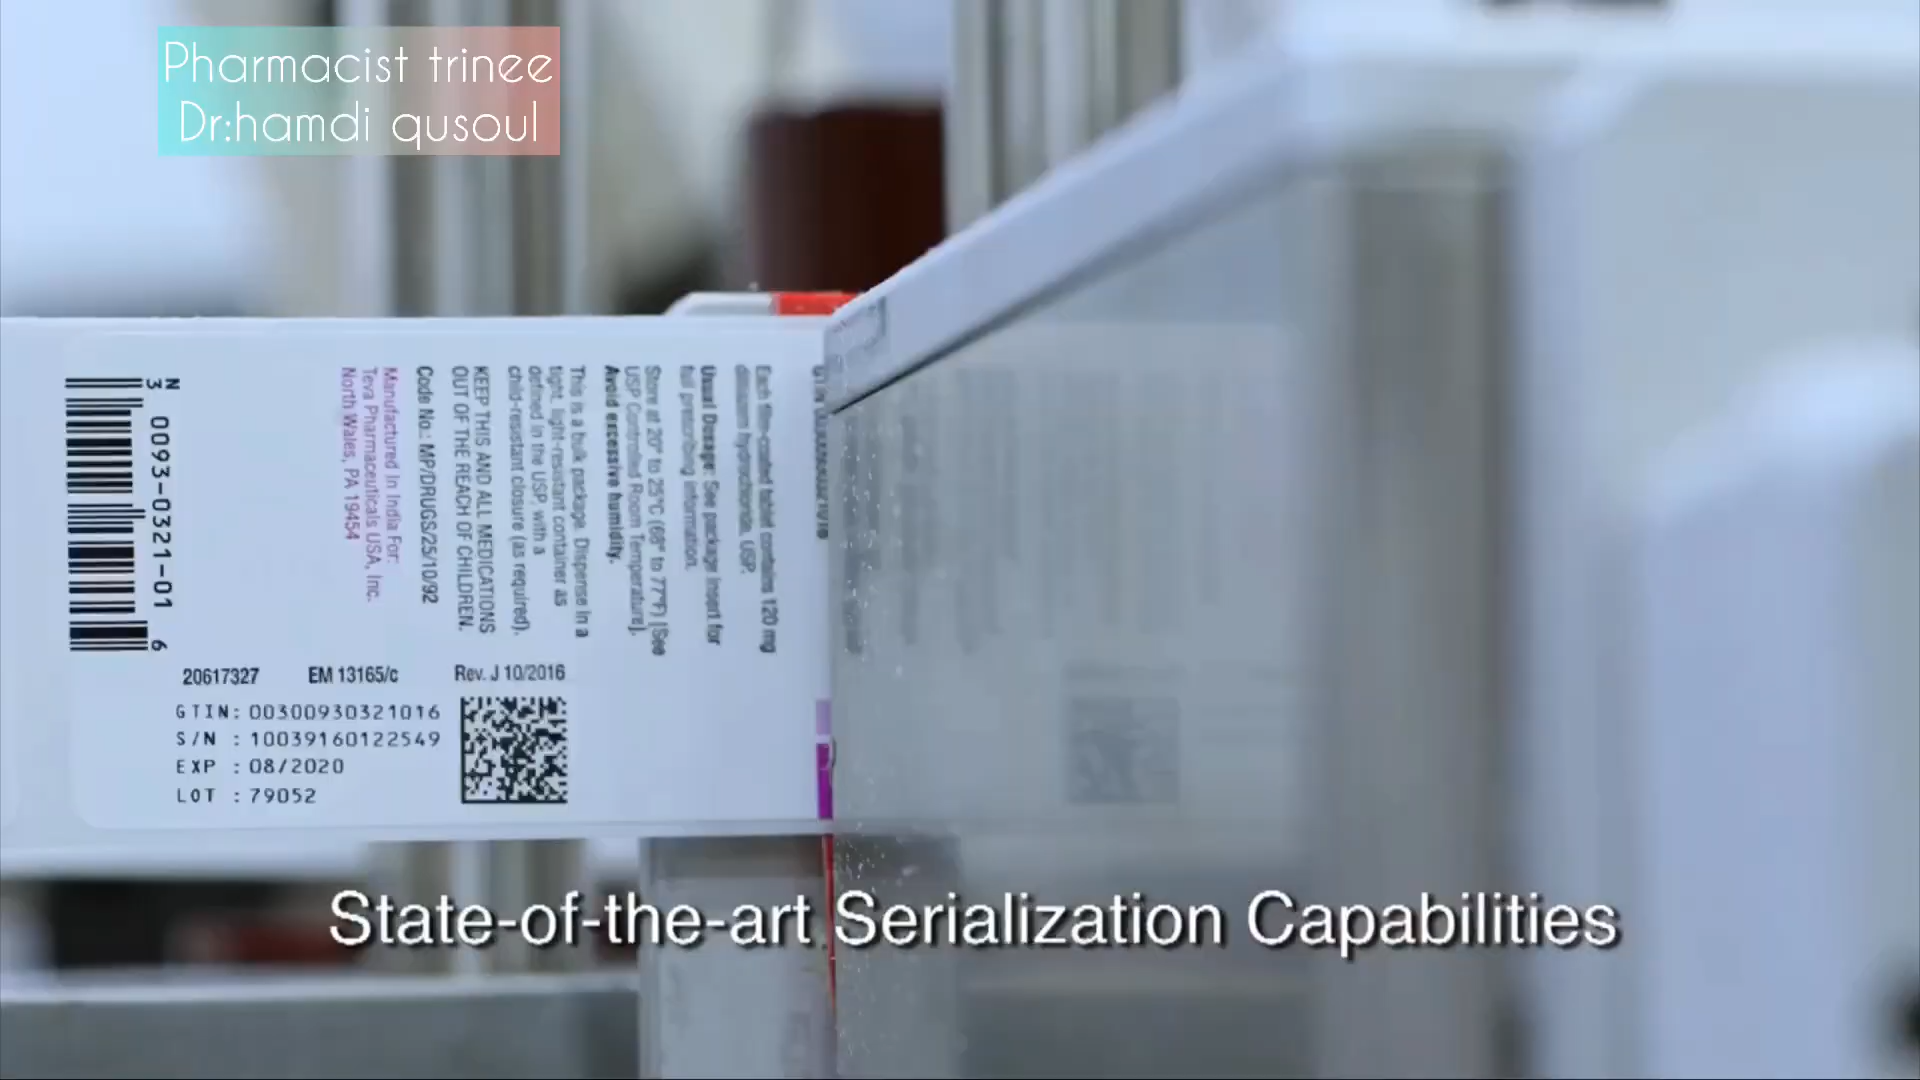 Pharmacist trinee
Dr:hamdi qusoul
Each film-coated tablet contains 120 mg
diltiazem hydrochloride, USP.
Usual Dosage: See package insert for
full prescribing information.
Store at 20° to 25°C (68° to 77°F) [See
USP Controlled Room Temperature].
Avoid excessive humidity.
This is a bulk package. Dispense in a
tight, light-resistant container as
defined in the USP, with a
child-resistant closure (as required).
KEEP THIS AND ALL MEDICATIONS
OUT OF THE REACH OF CHILDREN.
Code No.: MP/DRUGS/25/10/92
Manufactured In India For:
Teva Pharmaceuticals USA, Inc.
North Wales, PA 19454
N
3 0093-0321-01 6
20617327 EM 13165/c Rev. J 10/2016
GTIN: 00300930321016
S/N : 10039160122549
EXP : 08/2020
LOT : 79052
State-of-the-art Serialization Capabilities